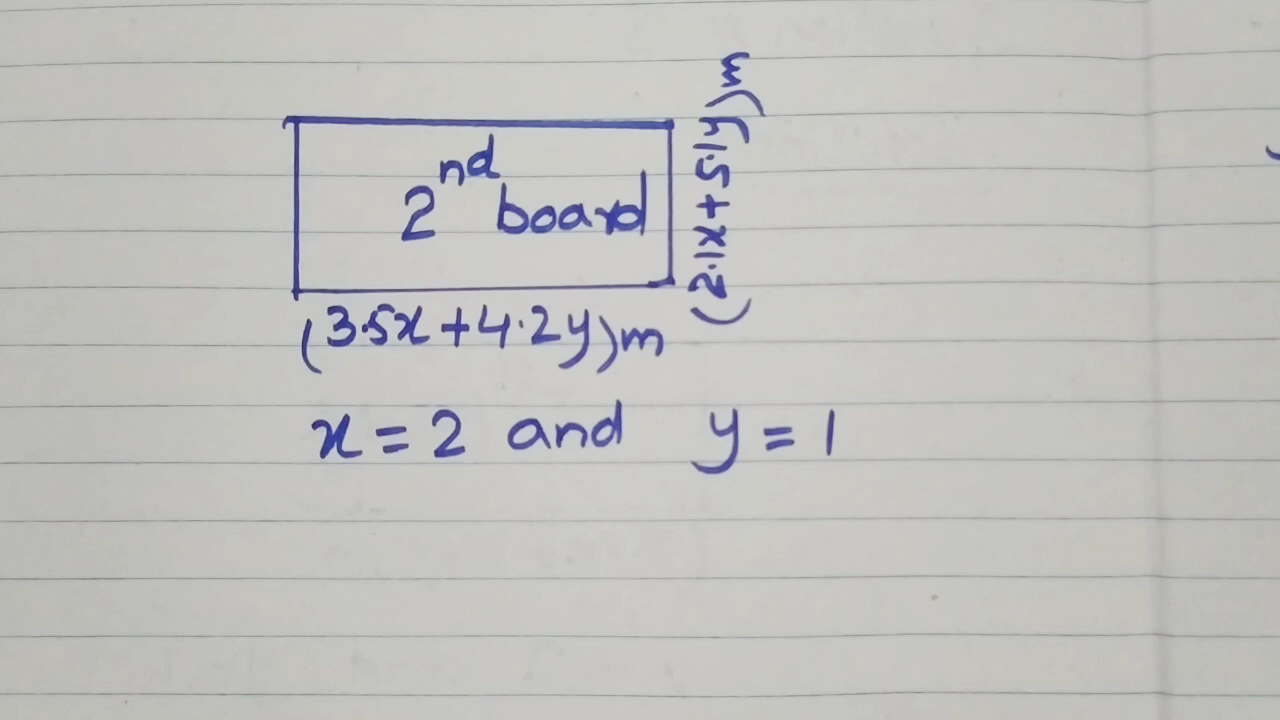 2nd board
(2.1x + 5.1y) m
(3.5x + 4.2y) m
x = 2 and y = 1